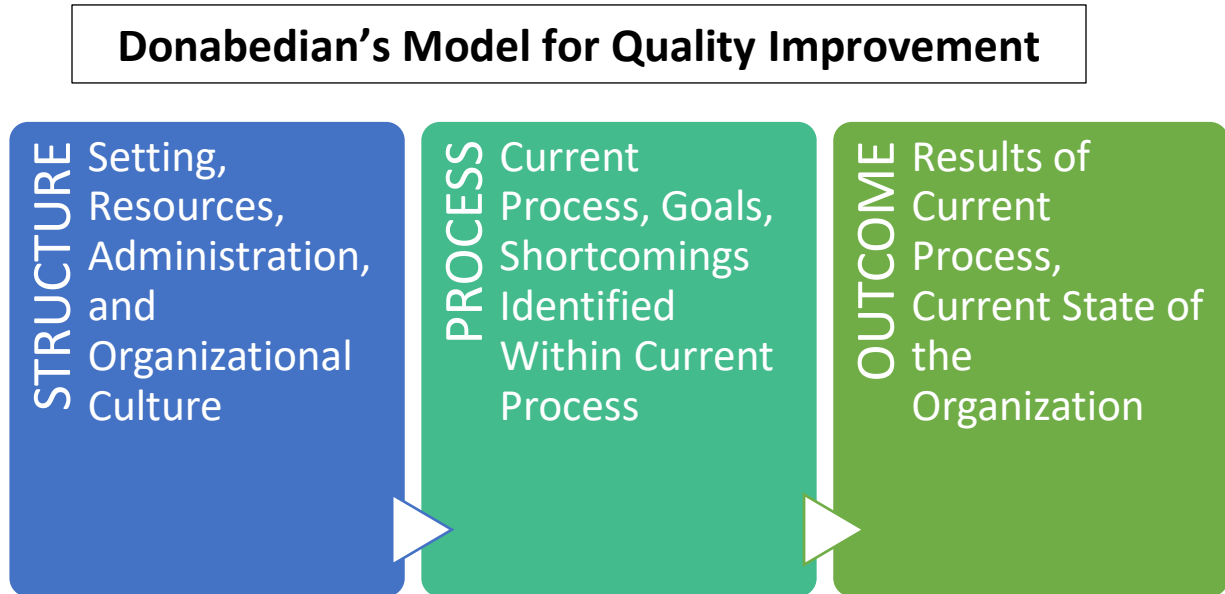 Donabedian’s Model for Quality Improvement
STRUCTURE
Setting,
Resources,
Administration,
and
Organizational
Culture
PROCESS
Current
Process, Goals,
Shortcomings
Identified
Within Current
Process
OUTCOME
Results of
Current
Process,
Current State of
the
Organization